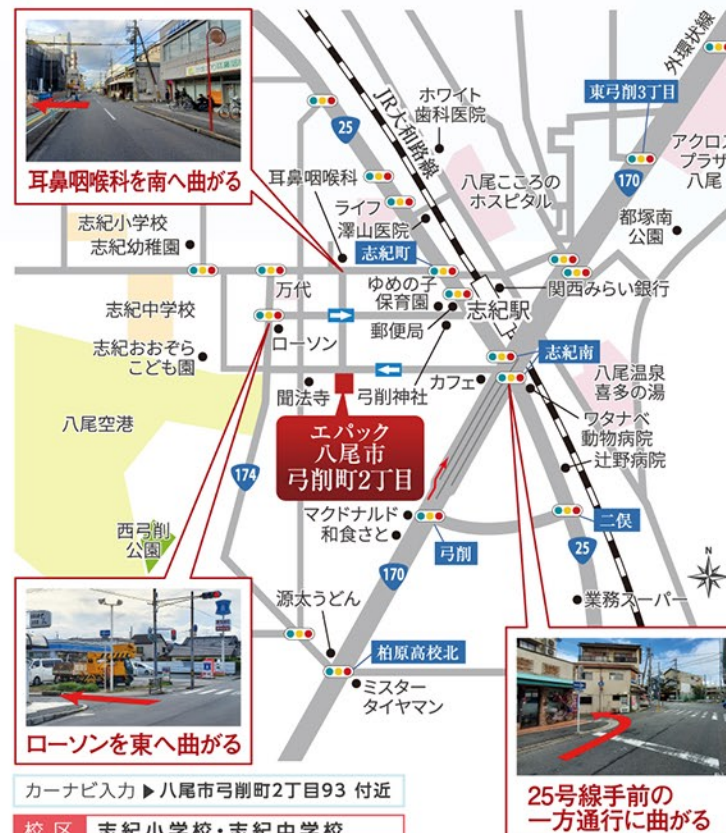 耳鼻咽喉科を南へ曲がる
25
JR大和路線
ホワイト
歯科医院
外環状線
東弓削3丁目
170
アクロス
プラザ
八尾
耳鼻咽喉科
ライフ
澤山医院
八尾こころの
ホスピタル
都塚南
公園
志紀小学校
志紀幼稚園
志紀町
万代
ゆめの子
保育園
志紀駅
関西みらい銀行
志紀中学校
ローソン
郵便局
志紀南
志紀おおぞら
こども園
聞法寺
弓削神社
カフェ
八尾温泉
喜多の湯
八尾空港
エパック
八尾市
弓削町2丁目
ワタナベ
動物病院
辻野病院
174
マクドナルド
和食さと
弓削
二俣
25
西弓削
公園
170
N
源太うどん
業務スーパー
柏原高校北
ミスター
タイヤマン
ローソンを東へ曲がる
25号線手前の
一方通行に曲がる
カーナビ入力▶八尾市弓削町2丁目93 付近
校区 志紀小学校・志紀中学校